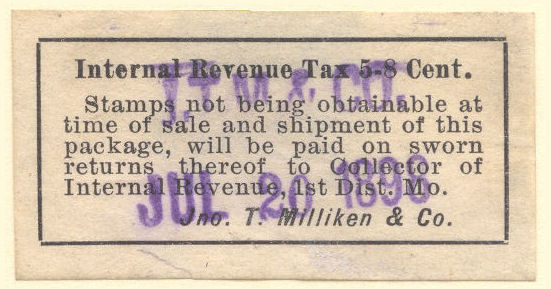 Internal Revenue Tax 5-8 Cent.
J.T.M & CO.
Stamps not being obtainable at
time of sale and shipment of this
package, will be paid on sworn
returns thereof to Collector of
Internal Revenue, 1st Dist. Mo.
JUL 20 1898
Jno. T. Milliken & Co.